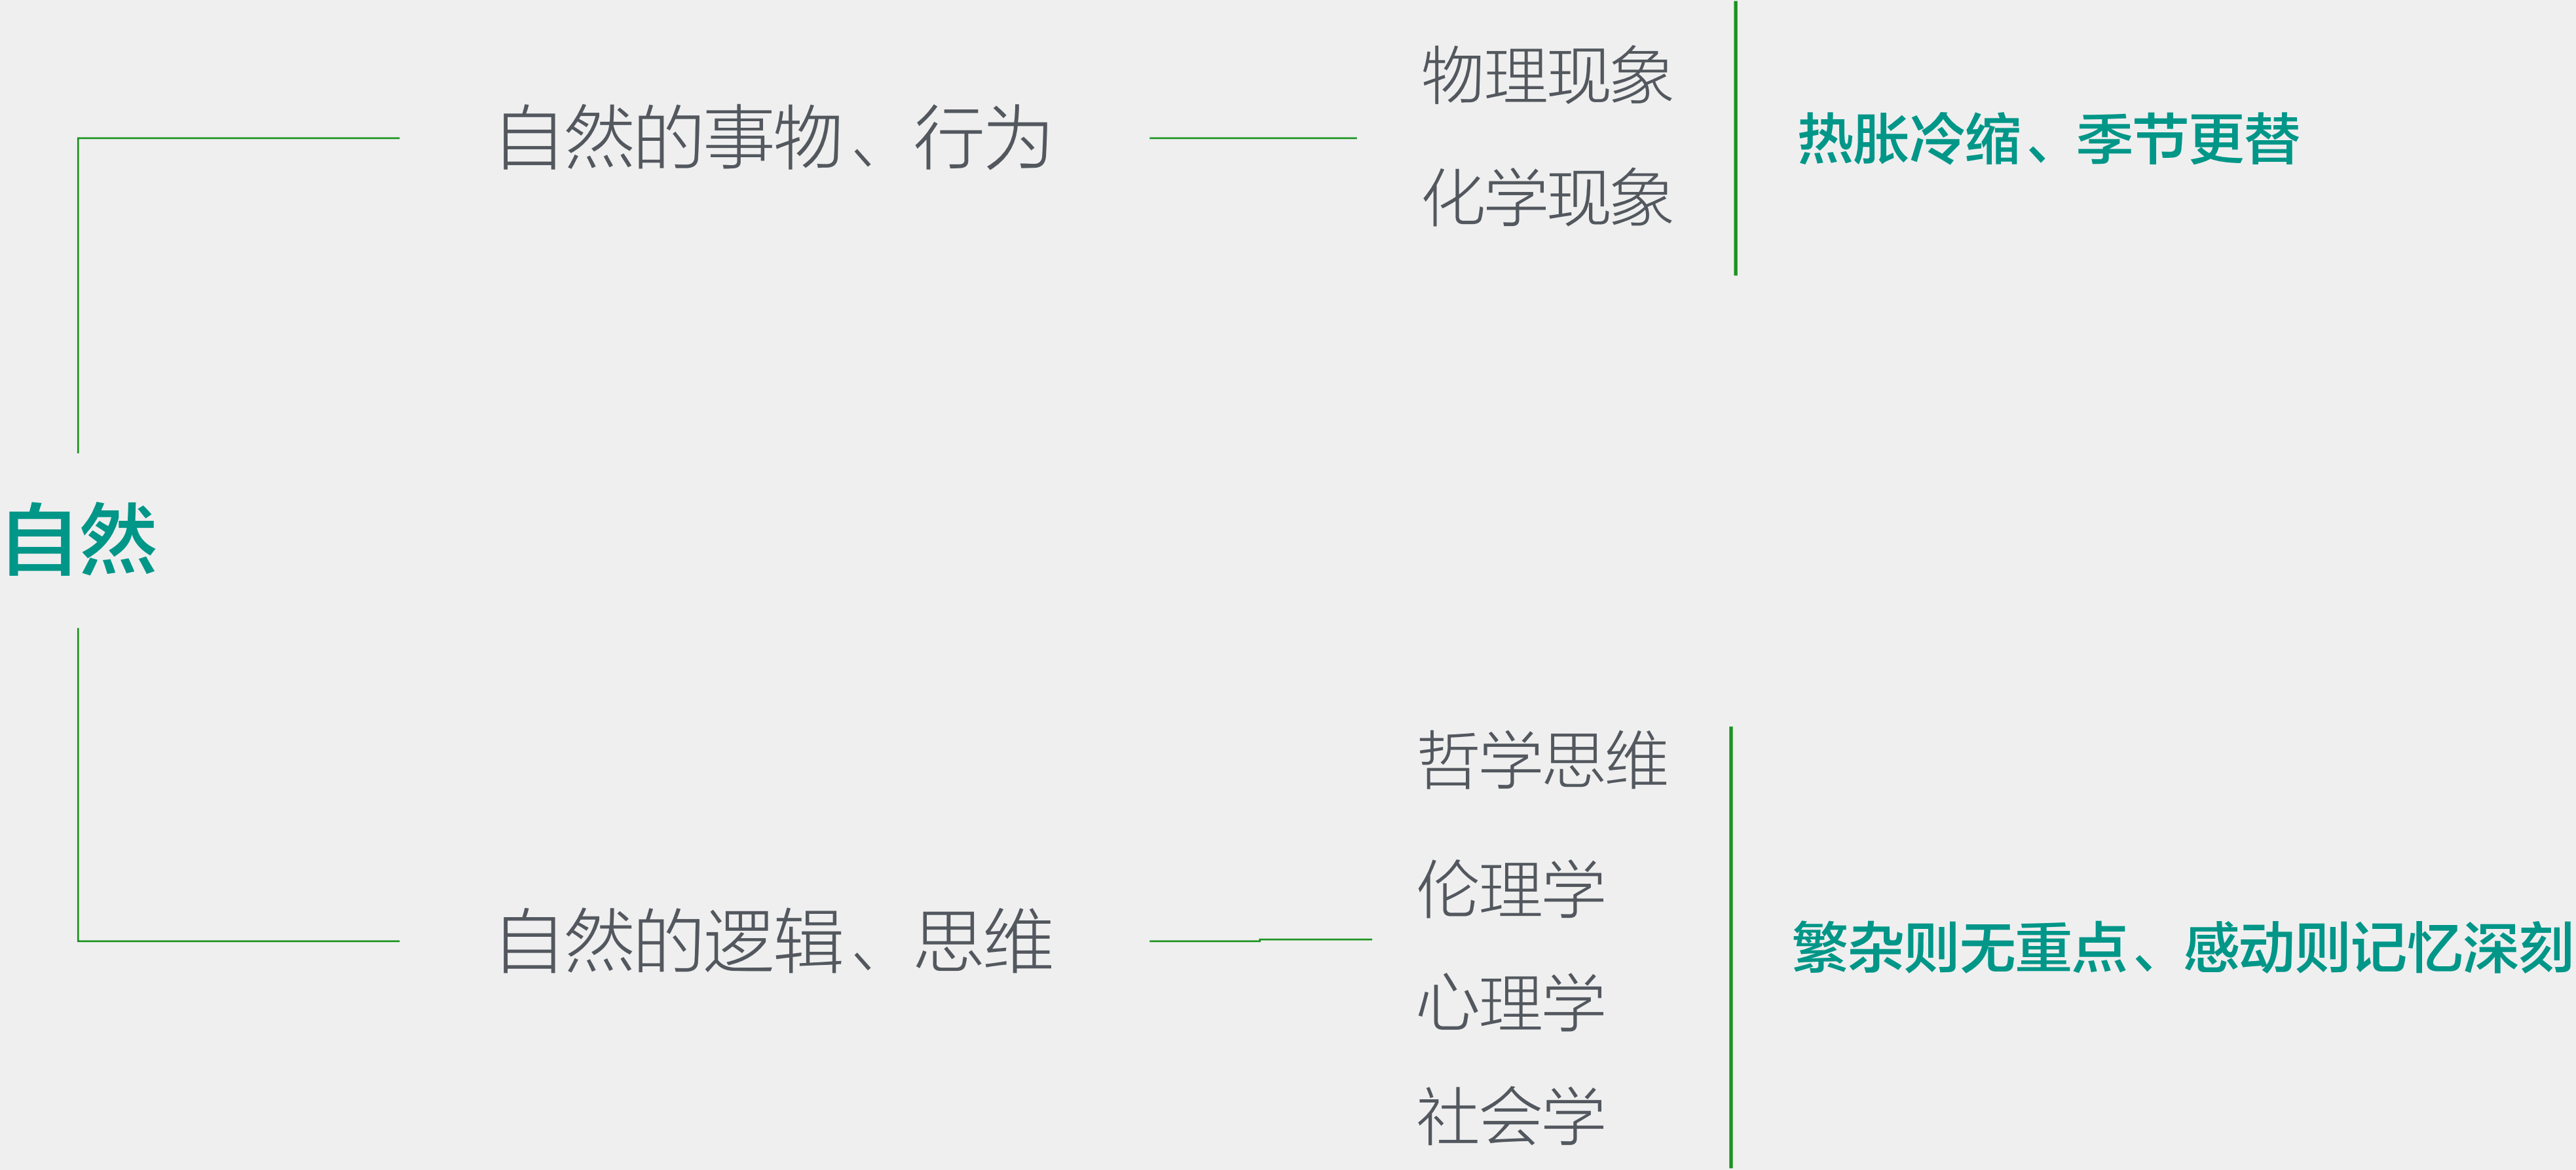 自然
自然的事物、行为
物理现象
化学现象
热胀冷缩、季节更替
自然的逻辑、思维
哲学思维
伦理学
心理学
社会学
繁杂则无重点、感动则记忆深刻